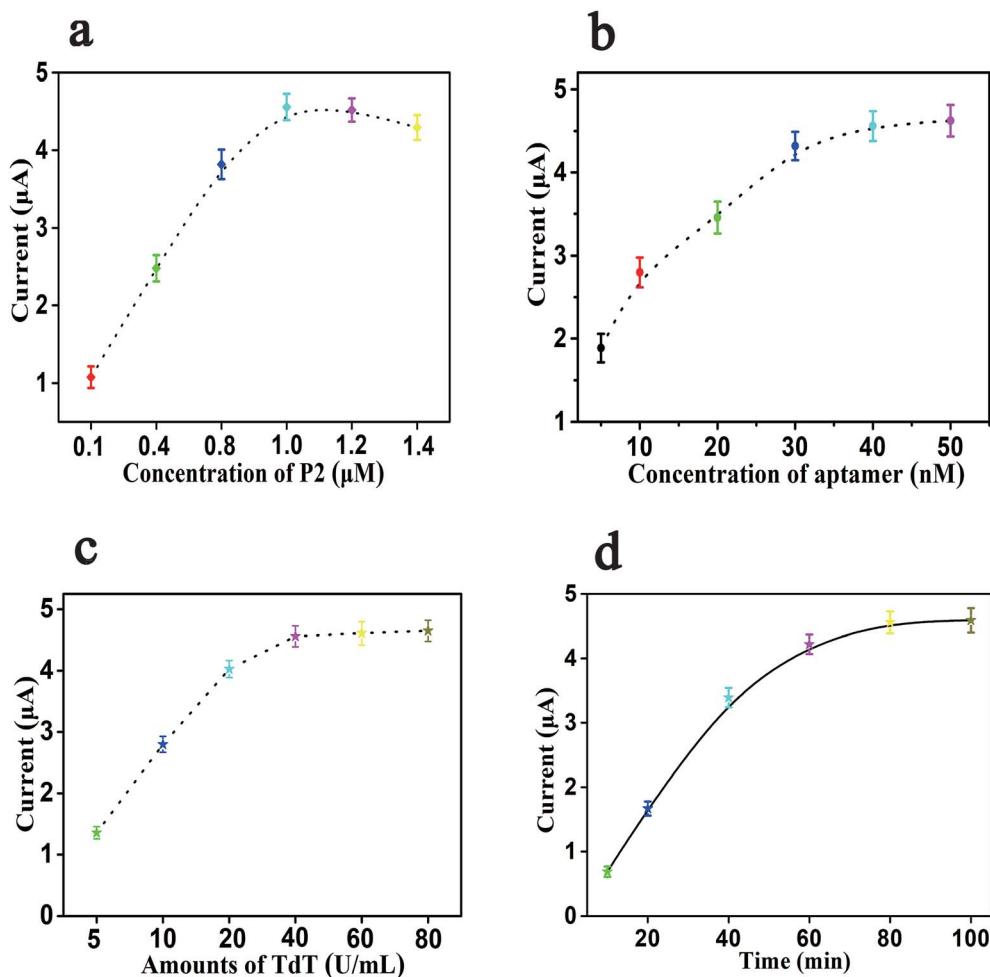 a
5
4
3
2
1
Current (μA)
0.1 0.4 0.8 1.0 1.2 1.4
Concentration of P2 (μM)
b
5
4
3
2
1
Current (μA)
10 20 30 40 50
Concentration of aptamer (nM)
c
5
4
3
2
1
0
Current (μA)
5 10 20 40 60 80
Amounts of TdT (U/mL)
d
5
4
3
2
1
0
Current (μA)
20 40 60 80 100
Time (min)